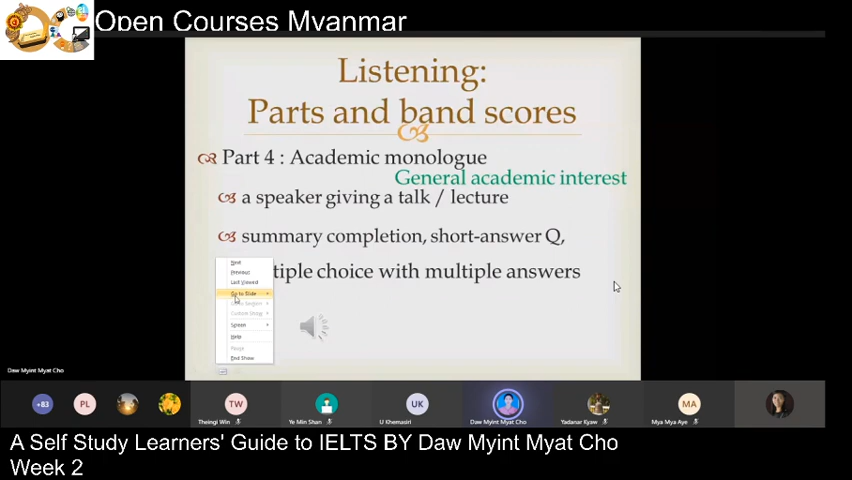 Open Courses Myanmar
Listening:
Parts and band scores
Part 4 : Academic monologue
General academic interest
a speaker giving a talk / lecture
summary completion, short-answer Q,
tiple choice with multiple answers
Next
Previous
Last Viewed
Go to Slide
Custom Show
Screen
Help
Pause
End Show
Daw Myint Myat Cho
+83
PL
TW
UK
MA
Theingi Win
Ye Min Shan
U Khemasiri
Daw Myint Myat Cho
Yadanar Kyaw
Mya Mya Aye
A Self Study Learners' Guide to IELTS BY Daw Myint Myat Cho
Week 2